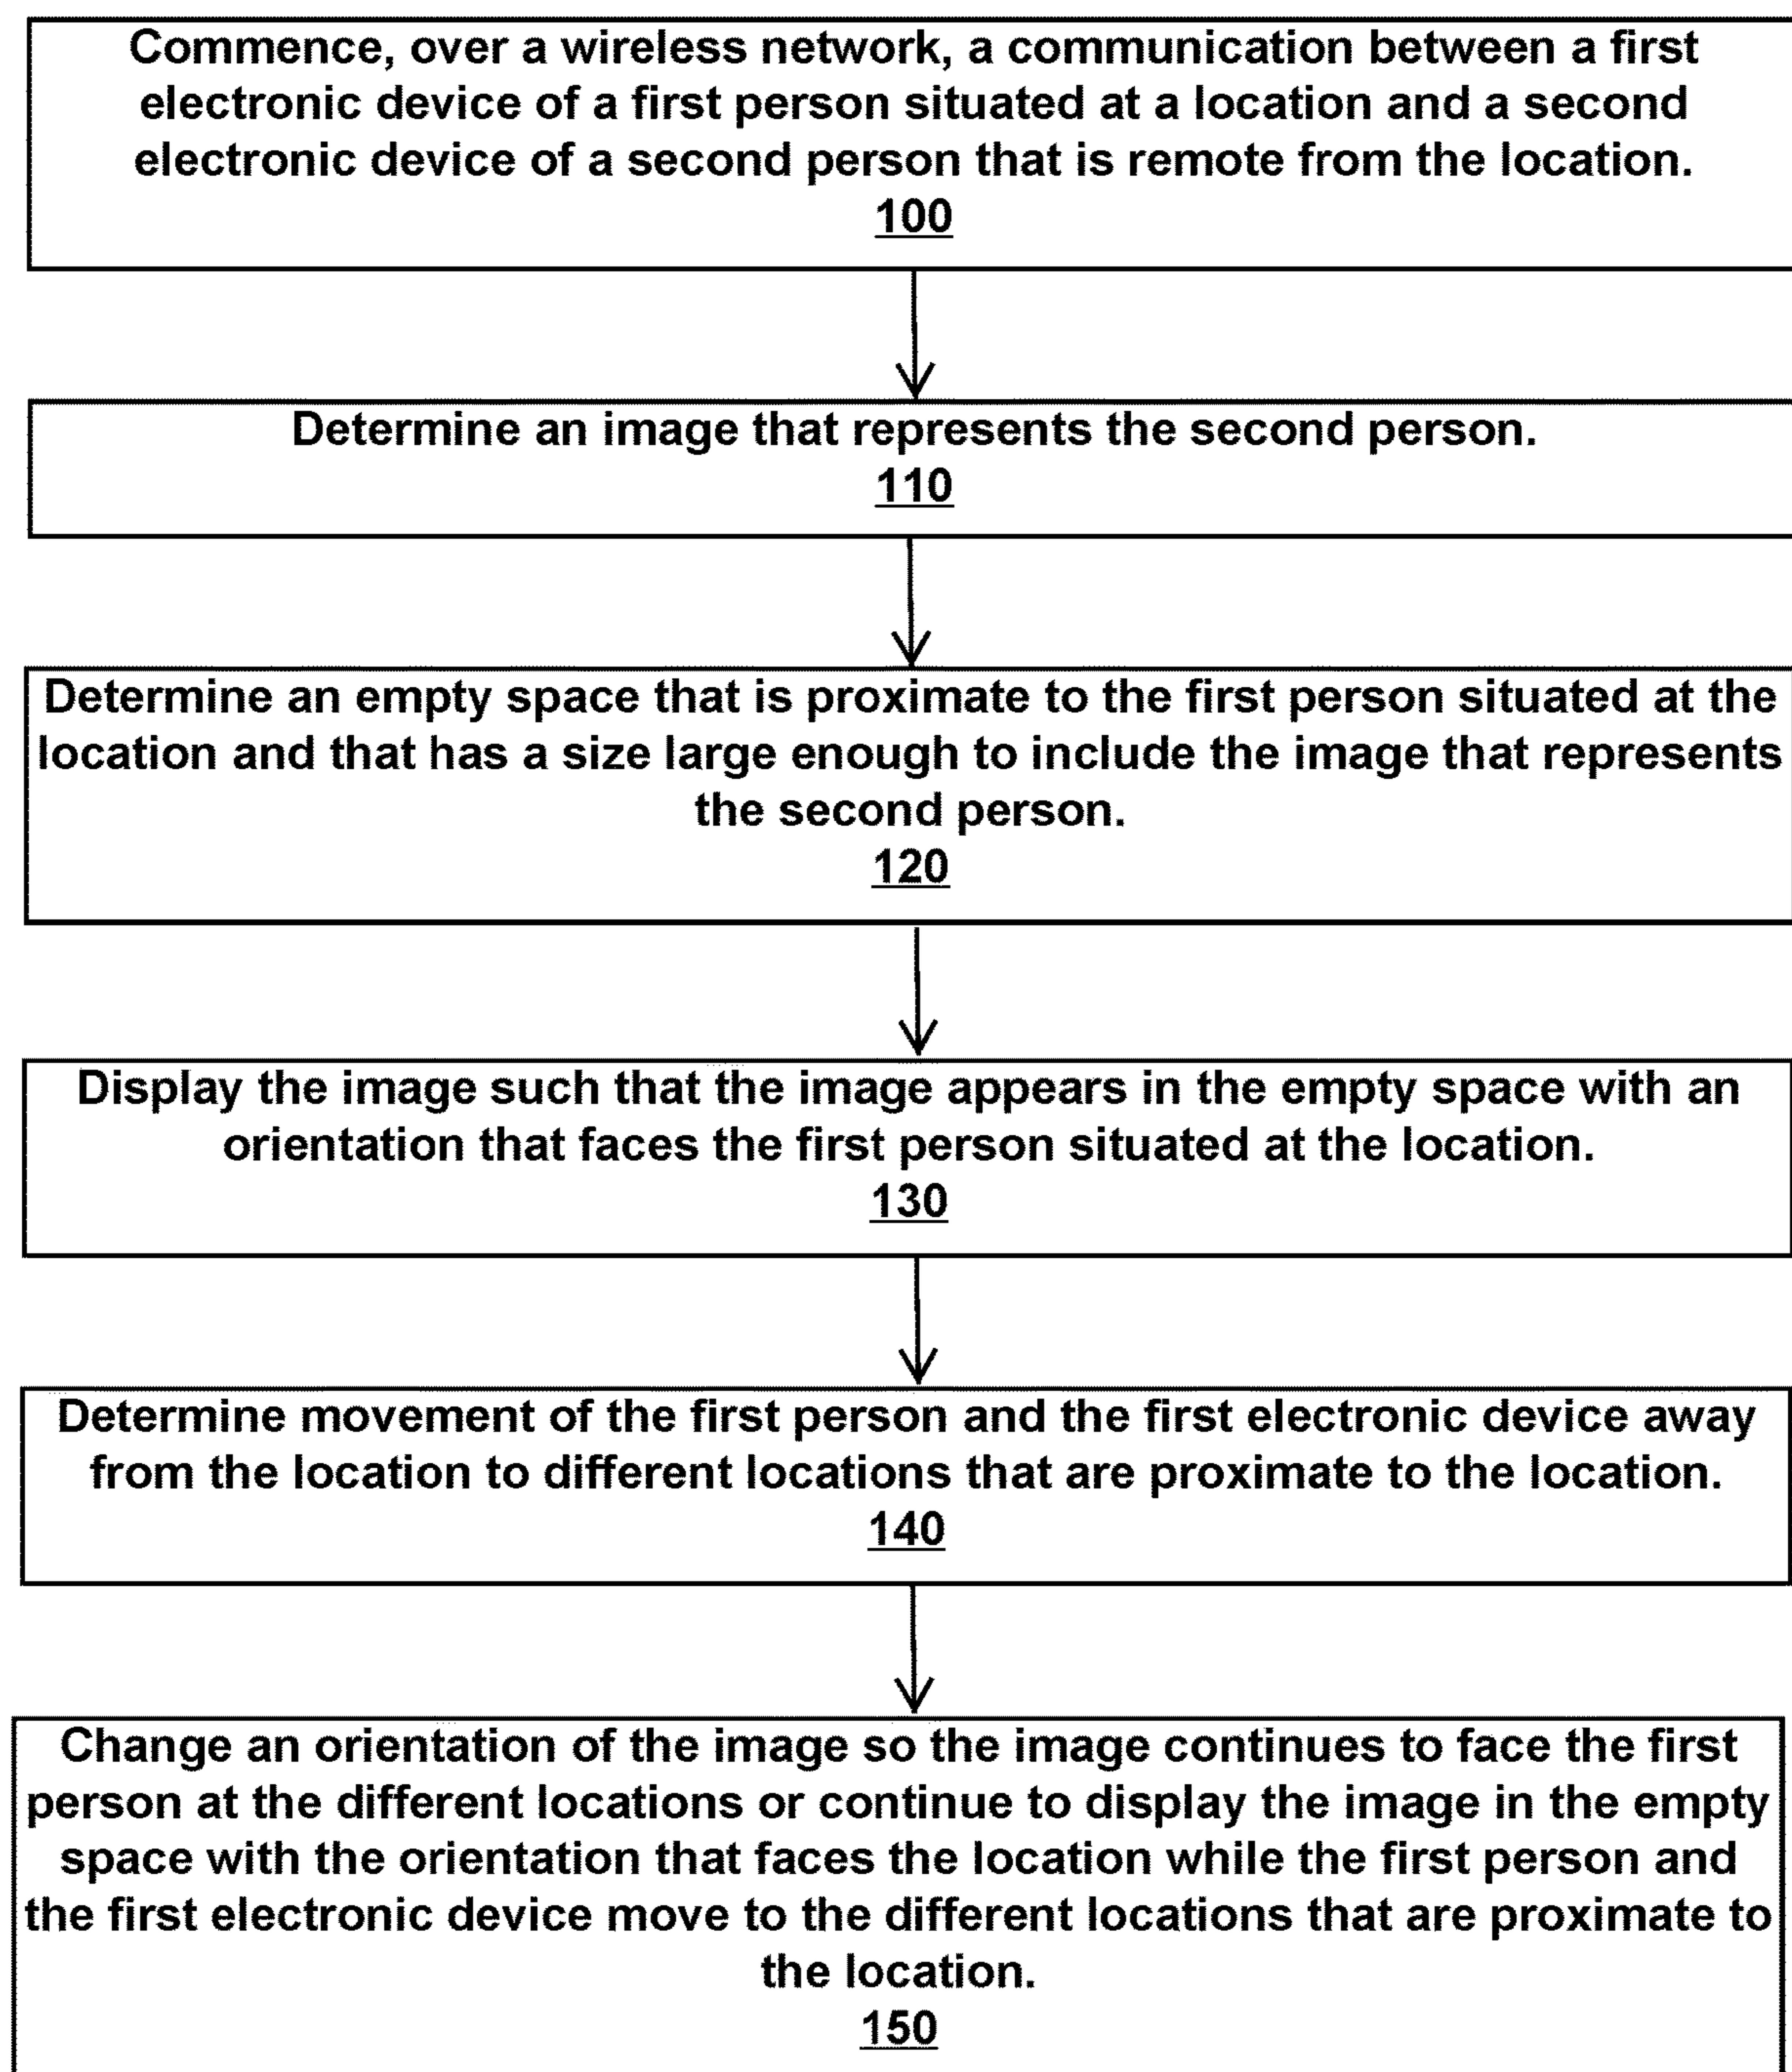 Commence, over a wireless network, a communication between a first
electronic device of a first person situated at a location and a second
electronic device of a second person that is remote from the location.
100
Determine an image that represents the second person.
110
Determine an empty space that is proximate to the first person situated at the
location and that has a size large enough to include the image that represents
the second person.
120
Display the image such that the image appears in the empty space with an
orientation that faces the first person situated at the location.
130
Determine movement of the first person and the first electronic device away
from the location to different locations that are proximate to the location.
140
Change an orientation of the image so the image continues to face the first
person at the different locations or continue to display the image in the empty
space with the orientation that faces the location while the first person and
the first electronic device move to the different locations that are proximate to
the location.
150